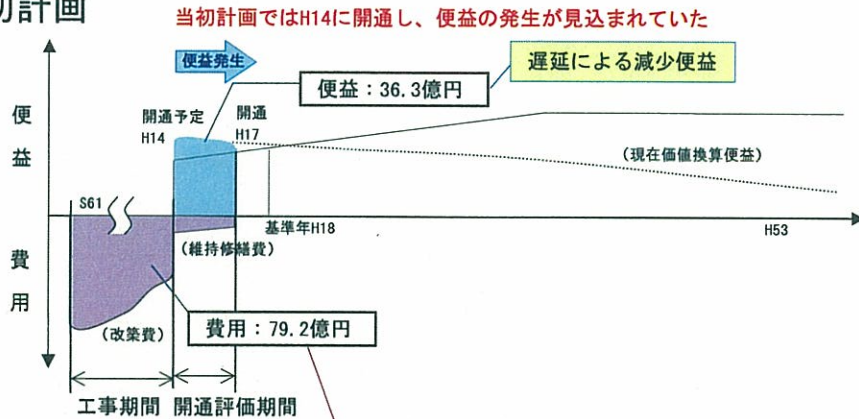 計画
当初計画ではH14に開通し、便益の発生が見込まれていた
便益発生
遅延による減少便益
便益：36.3億円
便益
開通予定
H14
開通
H17
(現在価値換算便益)
S61
基準年H18
H53
(維持修繕費)
費用
(改築費)
費用：79.2億円
工事期間 開通評価期間